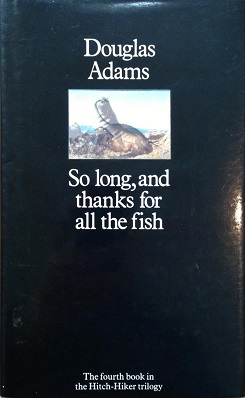 Douglas
Adams
So long, and
thanks for
all the fish
The fourth book in
the Hitch-Hiker trilogy